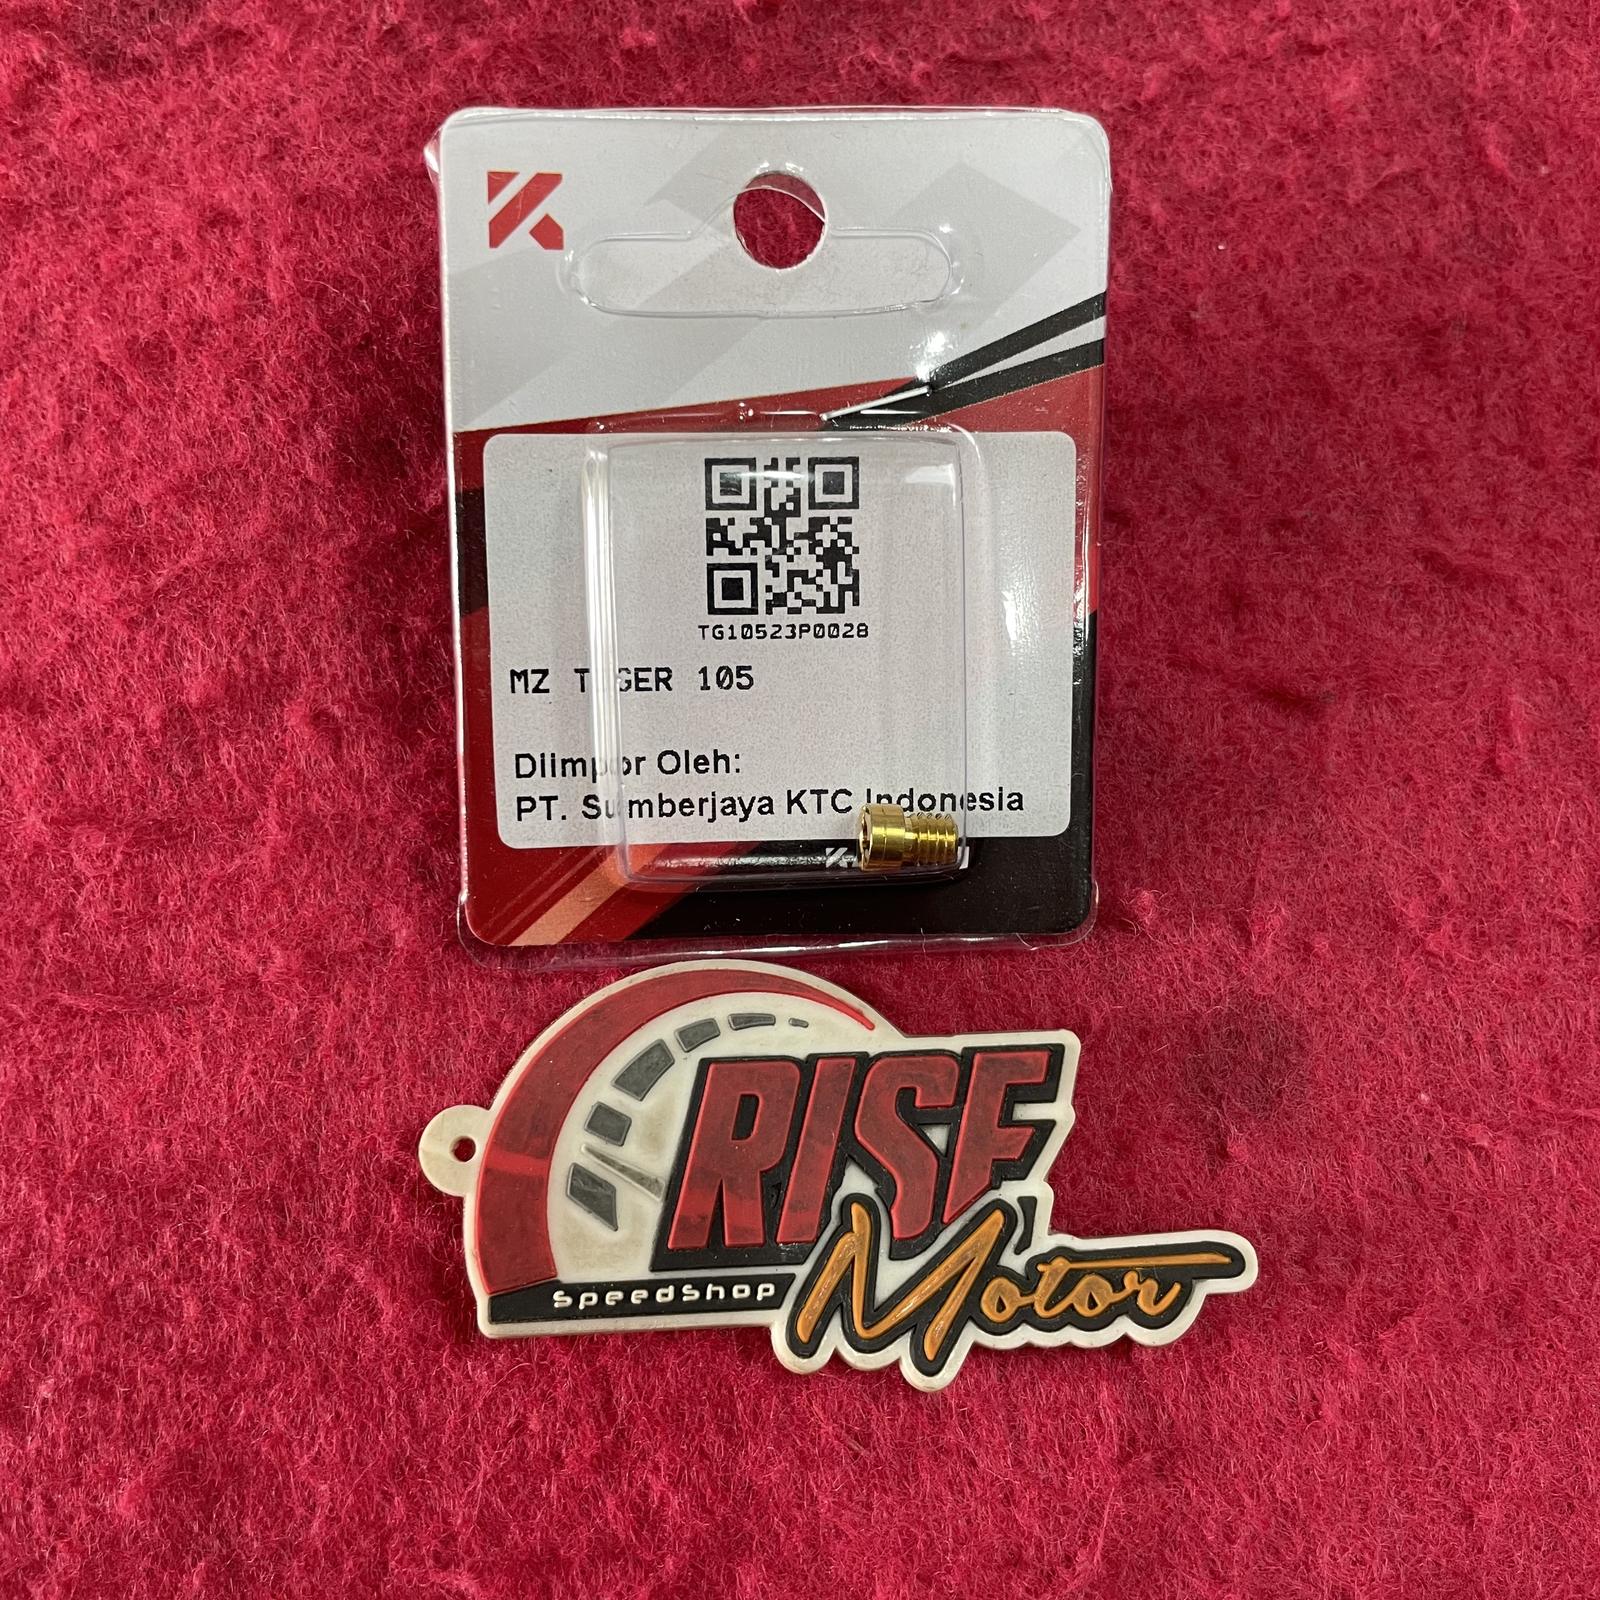 TG10523P0028
MZ TIGER 105
Diimpor Oleh:
PT. Sumberjaya KTC Indonesia
RISE
Motor
SpeedShop